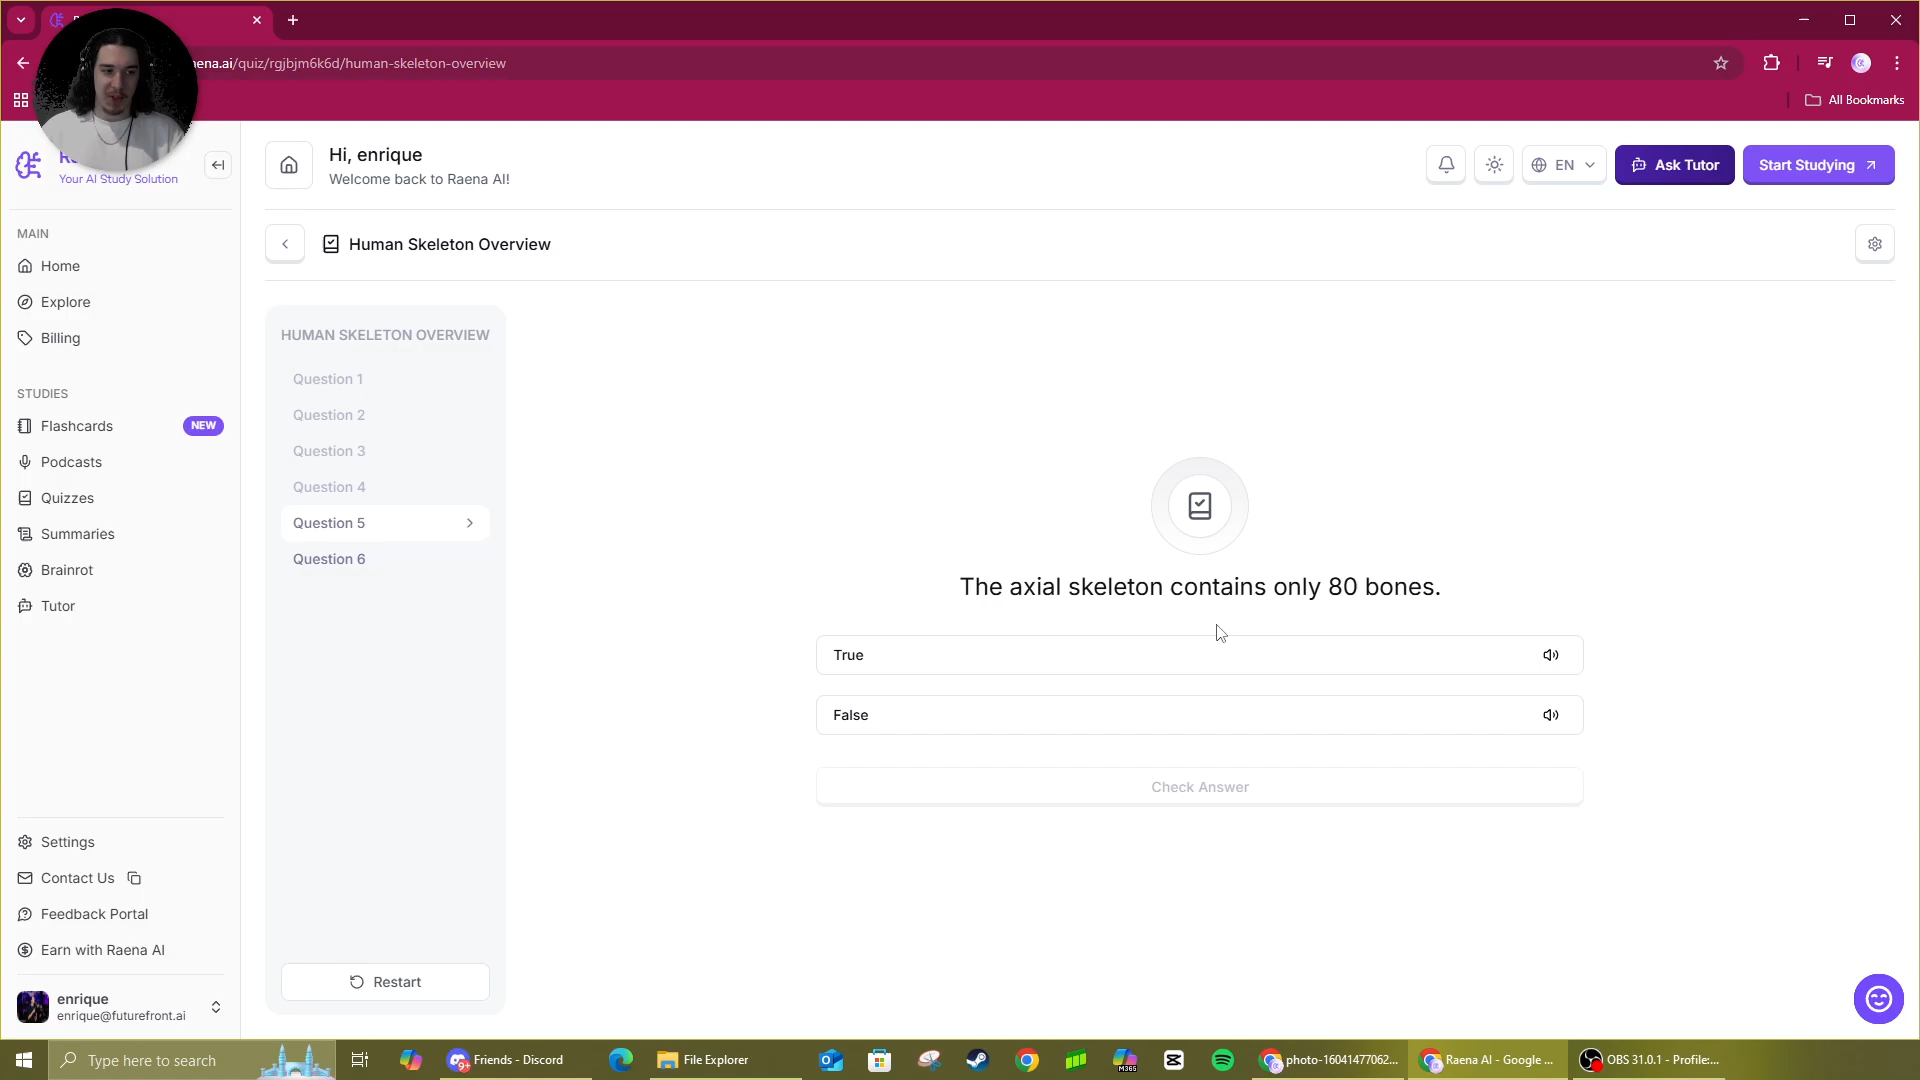 aena.ai/quiz/rgjbjm6k6d/human-skeleton-overview
All Bookmarks
Your AI Study Solution
Hi, enrique
Welcome back to Raena AI!
EN
Ask Tutor
Start Studying
MAIN
Home
Explore
Billing
STUDIES
Flashcards
NEW
Podcasts
Quizzes
Summaries
Brainrot
Tutor
Settings
Contact Us
Feedback Portal
Earn with Raena AI
enrique
enrique@futurefront.ai
Human Skeleton Overview
HUMAN SKELETON OVERVIEW
Question 1
Question 2
Question 3
Question 4
Question 5
Question 6
Restart
The axial skeleton contains only 80 bones.
True
False
Check Answer
Type here to search
9+
Friends - Discord
File Explorer
M365
photo-16041477062...
Raena AI - Google ...
OBS 31.0.1 - Profile:...